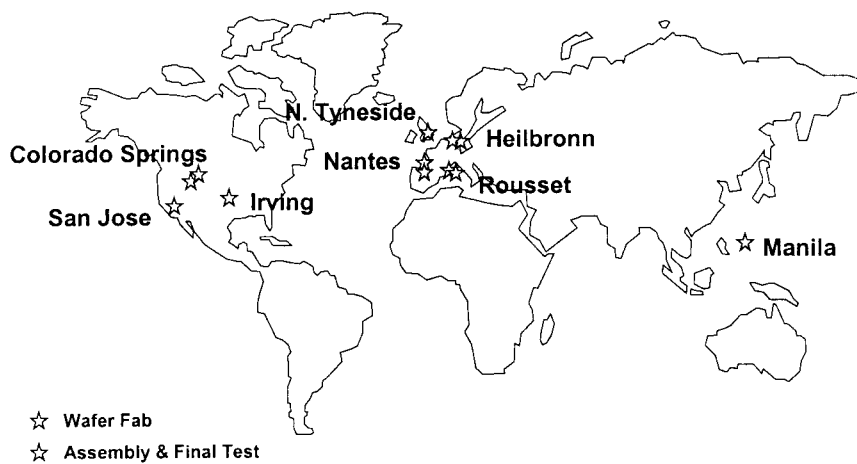 N. Tyneside
Heilbronn
Colorado Springs
Nantes
Irving
Rousset
San Jose
Manila
Wafer Fab
Assembly & Final Test